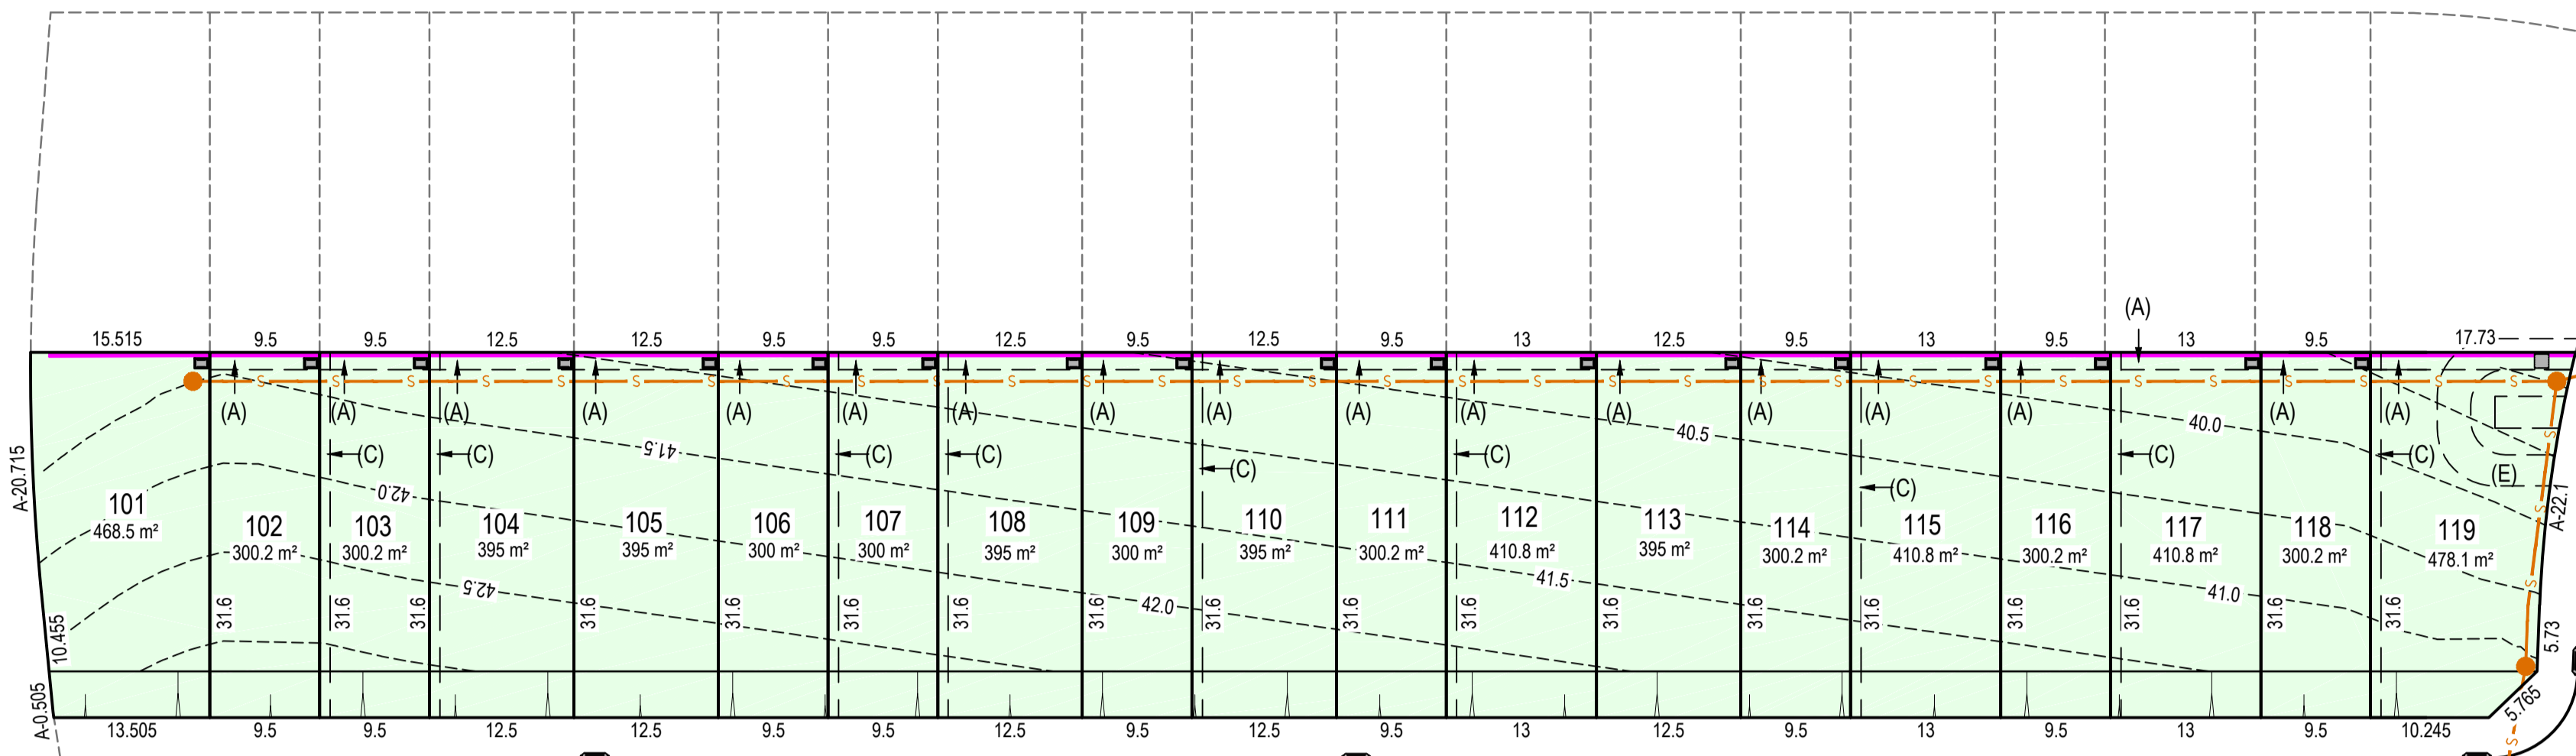 (A)
15.515 9.5 9.5 12.5 12.5 9.5 9.5 12.5 9.5 12.5 9.5 13 12.5 9.5 13 9.5 13 9.5 17.73
S S S S S S S S S S S S S S S S S S S S S S S S S S S S S S S
(A) (A) (A) (A) (A) (A) (A) (A) (A) (A) (A) (A) (A) (A) (A) (A) (A)
40.5 40.0
41.5
(C) (C) (C) (C) (C) (C) (C) (C) (C)
(C)
(E)
42.0
A-20.715
A-22.1
S
S
S
101
468.5 m²
102
300.2 m²
103
300.2 m²
104
395 m²
105
395 m²
106
300 m²
107
300 m²
108
395 m²
109
300 m²
110
395 m²
111
300.2 m²
112
410.8 m²
113
395 m²
114
300.2 m²
115
410.8 m²
116
300.2 m²
117
410.8 m²
118
300.2 m²
119
478.1 m²
42.5 42.0 41.5 41.0
10.455 31.6 31.6 31.6 31.6 31.6 31.6 31.6 31.6 31.6 31.6 31.6 31.6 31.6 31.6 31.6 31.6 31.6 31.6 5.73
A-0.505
5.765
13.505 9.5 9.5 12.5 12.5 9.5 9.5 12.5 9.5 12.5 9.5 13 12.5 9.5 13 9.5 13 9.5 10.245
S